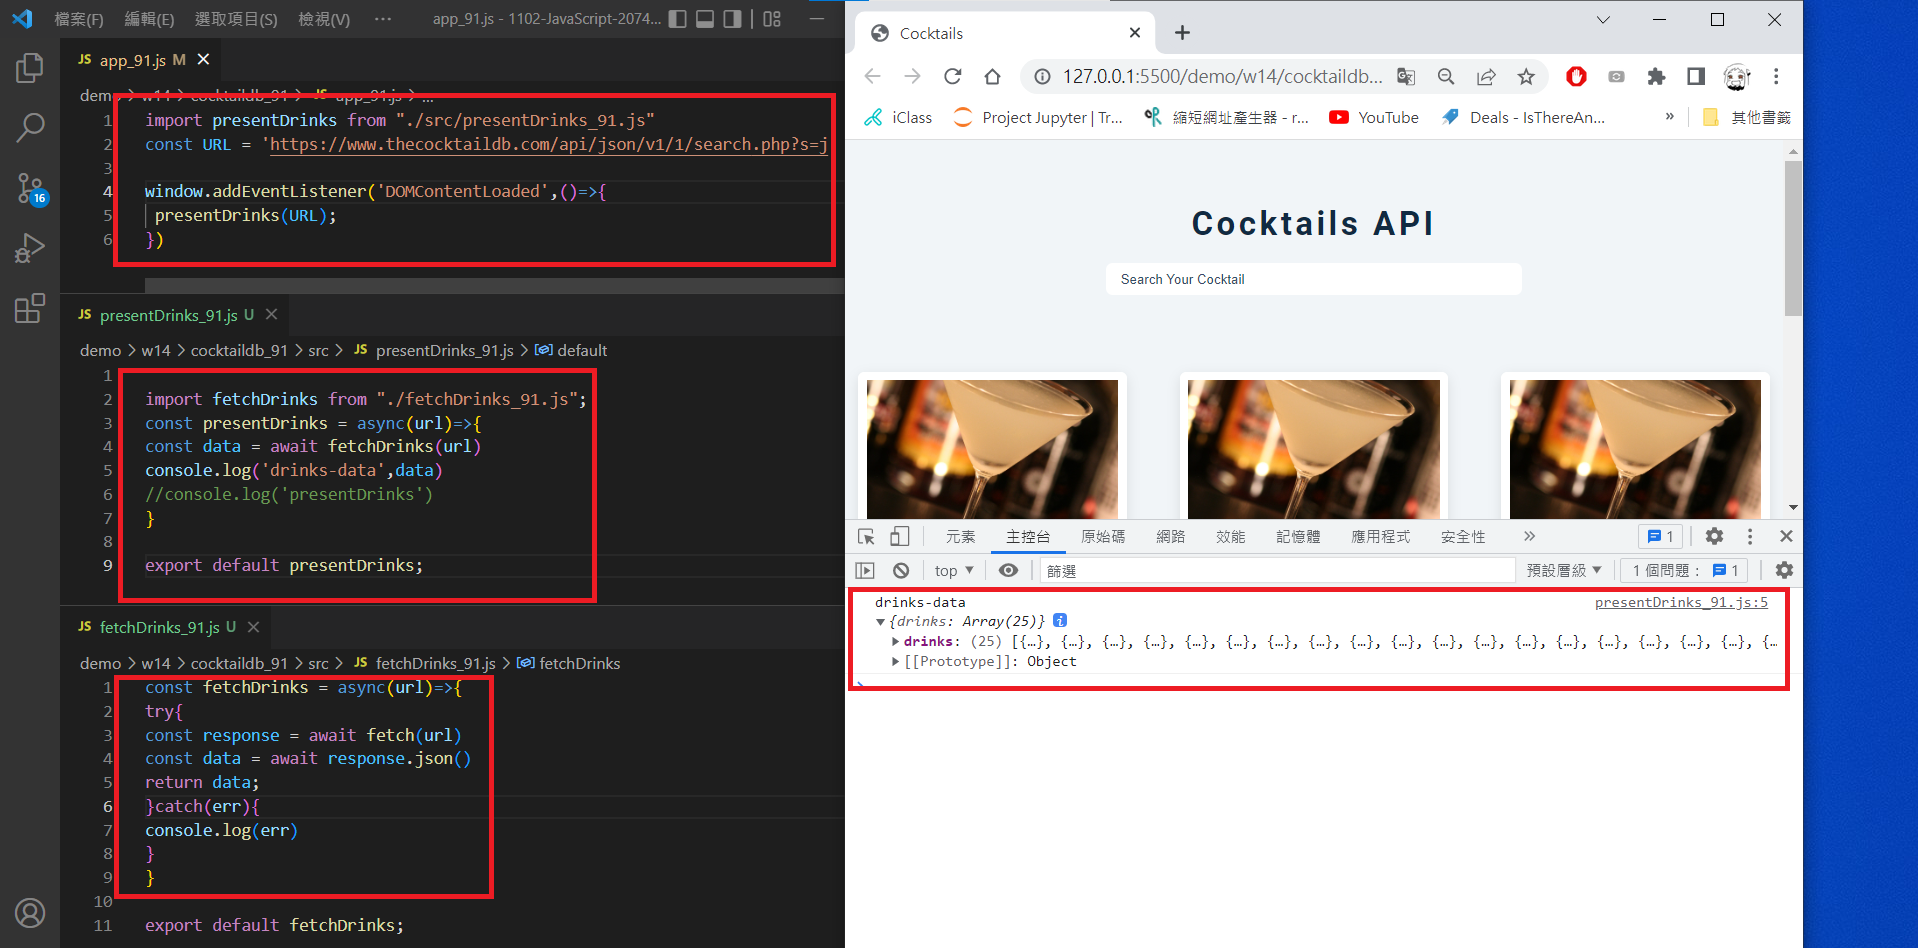 檔案(F) 編輯(E) 選取項目(S) 檢視(V) ··· app_91.js - 1102-JavaScript-2074...
JS app_91.js M
demo > w14 > cocktaildb_91 > JS app_91.js > ...
1 import presentDrinks from "./src/presentDrinks_91.js"
2 const URL = 'https://www.thecocktaildb.com/api/json/v1/1/search.php?s=j
3
4 window.addEventListener('DOMContentLoaded',()=>{
5 presentDrinks(URL);
6 })
JS presentDrinks_91.js U
demo > w14 > cocktaildb_91 > src > JS presentDrinks_91.js > default
1
2 import fetchDrinks from "./fetchDrinks_91.js";
3 const presentDrinks = async(url)=>{
4 const data = await fetchDrinks(url)
5 console.log('drinks-data',data)
6 //console.log('presentDrinks')
7 }
8
9 export default presentDrinks;
JS fetchDrinks_91.js U
demo > w14 > cocktaildb_91 > src > JS fetchDrinks_91.js > fetchDrinks
1 const fetchDrinks = async(url)=>{
2 try{
3 const response = await fetch(url)
4 const data = await response.json()
5 return data;
6 }catch(err){
7 console.log(err)
8 }
9 }
10
11 export default fetchDrinks;
16
Cocktails
127.0.0.1:5500/demo/w14/cocktaildb...
iClass Project Jupyter | Tr... 縮短網址產生器 - r... YouTube Deals - IsThereAn... » 其他書籤
Cocktails API
Search Your Cocktail
元素 主控台 原始碼 網路 效能 記憶體 應用程式 安全性 » 1
top ▼ 篩選 預設層級 ▼ 1 個問題： 1
drinks-data presentDrinks_91.js:5
▼{drinks: Array(25)} i
▶drinks: (25) [{…}, {…}, {…}, {…}, {…}, {…}, {…}, {…}, {…}, {…}, {…}, {…}, {…}, {…}, {…}, {…}, {…}, {…}, {…
▶[[Prototype]]: Object